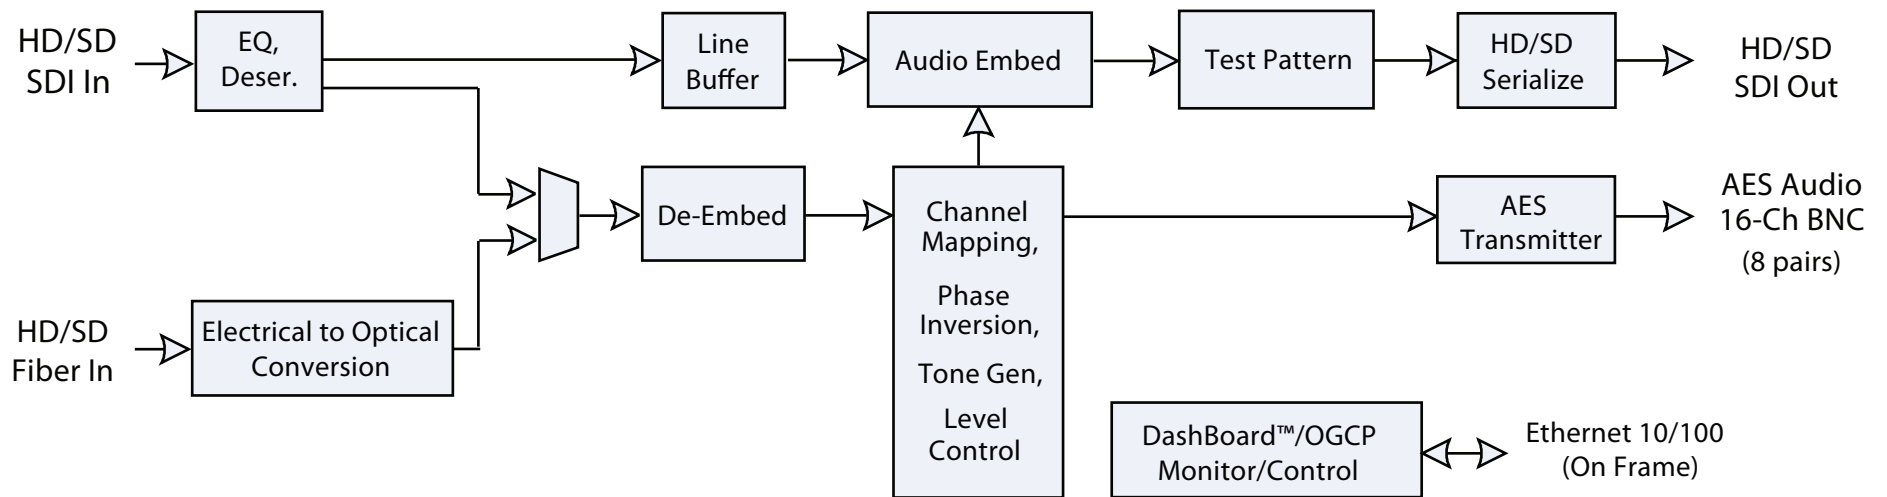 HD/SD
SDI In
EQ,
Deser.
Line
Buffer
Audio Embed
Test Pattern
HD/SD
Serialize
HD/SD
SDI Out
De-Embed
Channel
Mapping,
Phase
Inversion,
Tone Gen,
Level
Control
AES
Transmitter
AES Audio
16-Ch BNC
(8 pairs)
HD/SD
Fiber In
Electrical to Optical
Conversion
DashBoard™/OGCP
Monitor/Control
Ethernet 10/100
(On Frame)